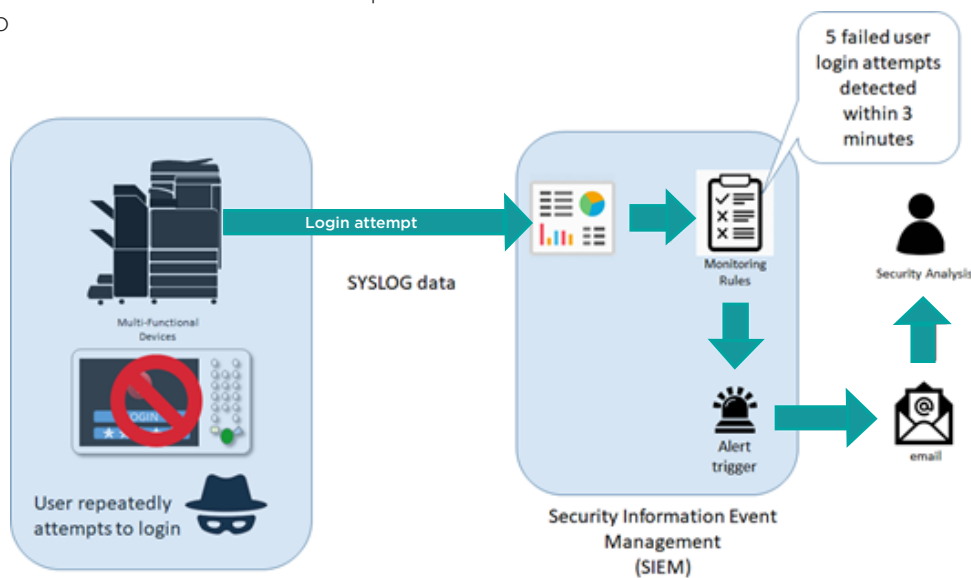 5 failed user
login attempts
detected
within 3
minutes
Login attempt
SYSLOG data
Multi-Functional
Devices
LOGIN
User repeatedly
attempts to login
Monitoring
Rules
Alert
trigger
Security Information Event
Management
(SIEM)
@
email
Security Analysis